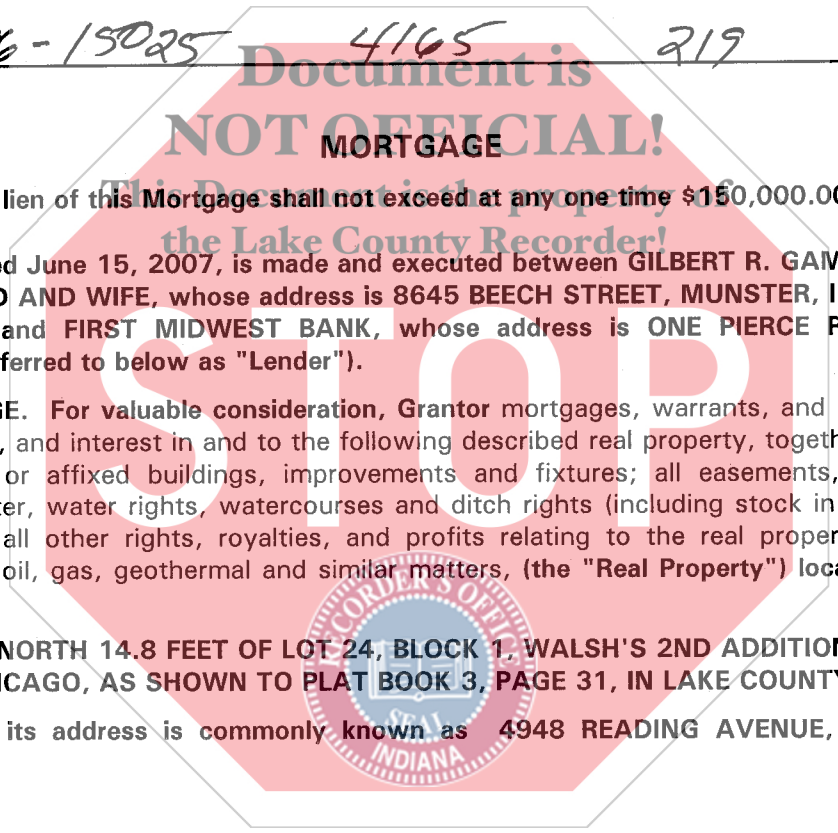 6-15025 4165 219
Document is
NOT OFFICIAL!
MORTGAGE
This Document is the property of
lien of this Mortgage shall not exceed at any one time $150,000.00
the Lake County Recorder!
ed June 15, 2007, is made and executed between GILBERT R. GAM
D AND WIFE, whose address is 8645 BEECH STREET, MUNSTER, I
and FIRST MIDWEST BANK, whose address is ONE PIERCE P
ferred to below as "Lender").
STOP
GE. For valuable consideration, Grantor mortgages, warrants, and
, and interest in and to the following described real property, togeth
or affixed buildings, improvements and fixtures; all easements,
ter, water rights, watercourses and ditch rights (including stock in
all other rights, royalties, and profits relating to the real proper
oil, gas, geothermal and similar matters, (the "Real Property") loca
RECORDER'S OFFICE
NORTH 14.8 FEET OF LOT 24, BLOCK 1, WALSH'S 2ND ADDITION
ICAGO, AS SHOWN TO PLAT BOOK 3, PAGE 31, IN LAKE COUNTY
SEAL
its address is commonly known as 4948 READING AVENUE,
INDIANA